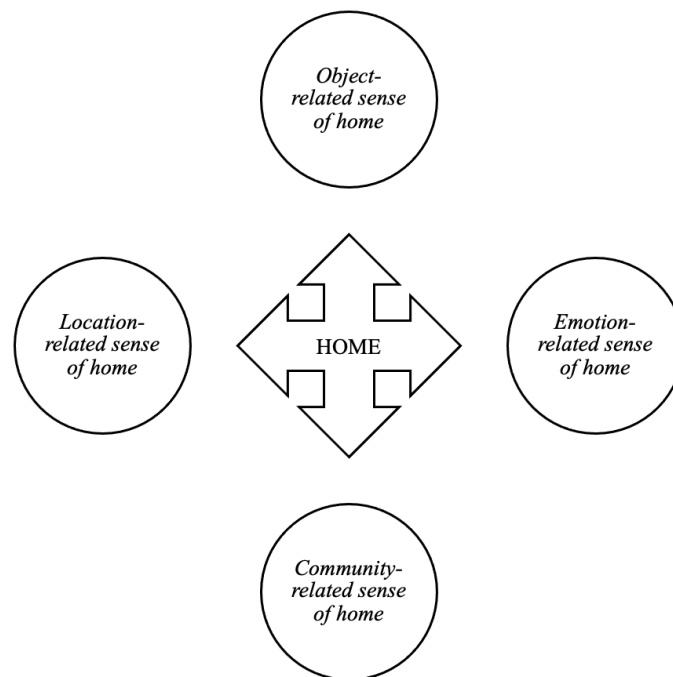 Object-
related sense
of home
Location-
related sense
of home
HOME
Emotion-
related sense
of home
Community-
related sense
of home